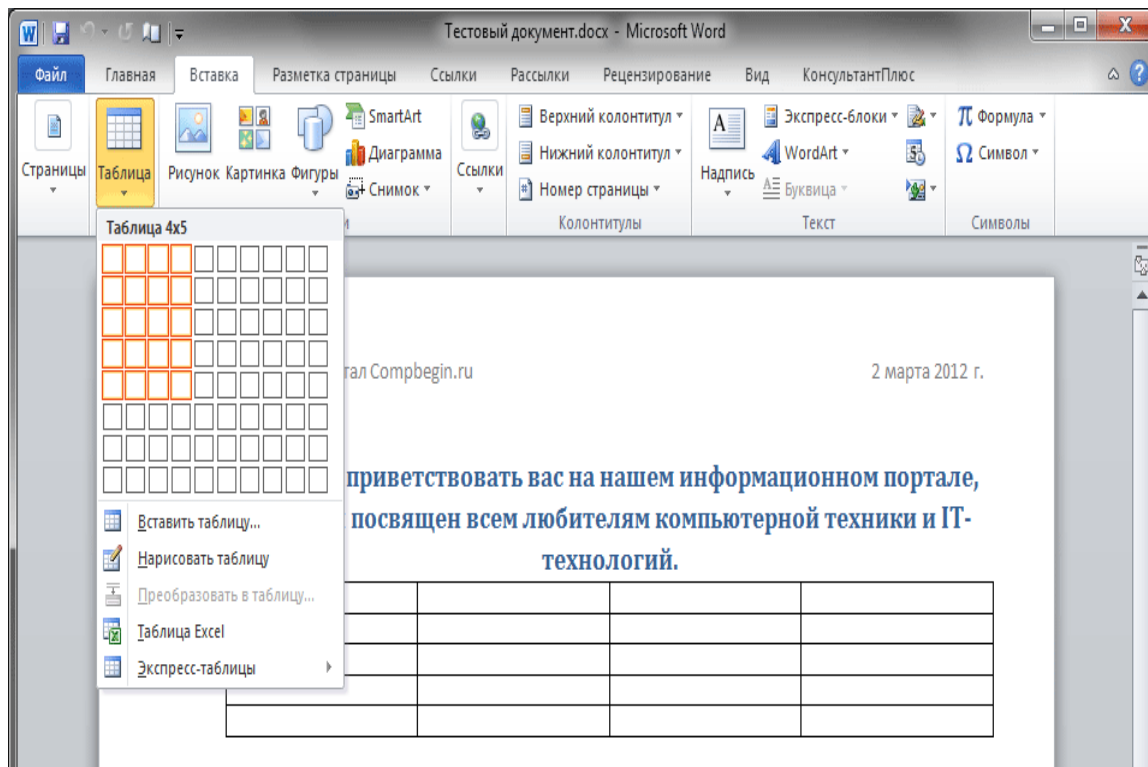 Тестовый документ.docx - Microsoft Word
Файл Главная Вставка Разметка страницы Ссылки Рассылки Рецензирование Вид КонсультантПлюс
Страницы
Таблица
Рисунок Картинка Фигуры
SmartArt
Диаграмма
Снимок
Ссылки
Верхний колонтитул
Нижний колонтитул
Номер страницы
Колонтитулы
Надпись
Экспресс-блоки
WordArt
Буквица
Текст
π Формула
Ω Символ
Символы
Таблица 4x5
Вставить таблицу...
Нарисовать таблицу
Преобразовать в таблицу...
Таблица Excel
Экспресс-таблицы
Compbegin.ru 2 марта 2012 г.
приветствовать вас на нашем информационном портале,
посвящен всем любителям компьютерной техники и IT-
технологий.